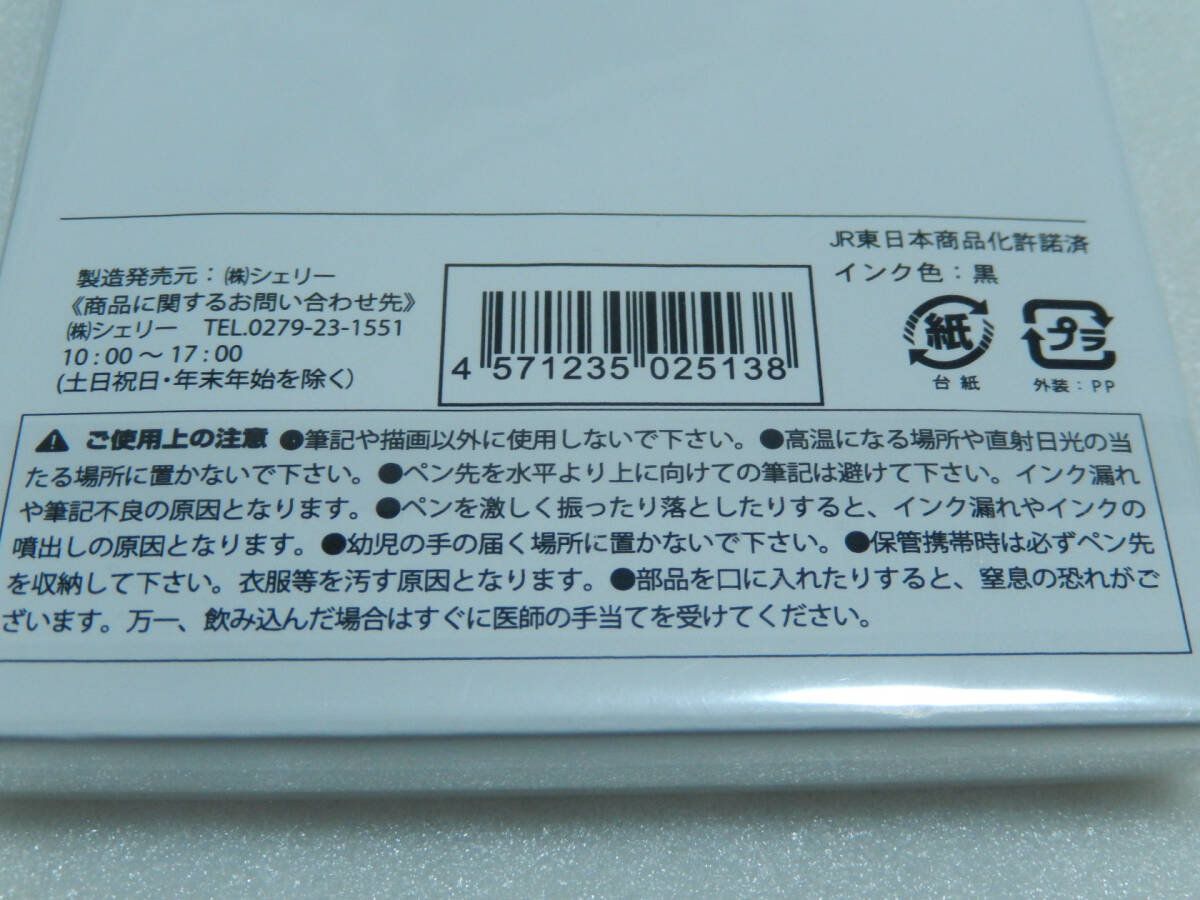 JR東日本商品化許諾済
製造発売元：㈱シェリー
《商品に関するお問い合わせ先》
㈱シェリー TEL.0279-23-1551
10：00～17：00
(土日祝日・年末年始を除く)
4 571235 025138
インク色：黒
紙
台紙
プラ
外装：PP
ご使用上の注意 ●筆記や描画以外に使用しないで下さい。●高温になる場所や直射日光の当
たる場所に置かないで下さい。●ペン先を水平より上に向けての筆記は避けて下さい。インク漏れ
や筆記不良の原因となります。●ペンを激しく振ったり落としたりすると、インク漏れやインクの
噴出しの原因となります。●幼児の手の届く場所に置かないで下さい。●保管携帯時は必ずペン先
を収納して下さい。衣服等を汚す原因となります。●部品を口に入れたりすると、窒息の恐れがご
ざいます。万一、飲み込んだ場合はすぐに医師の手当てを受けてください。